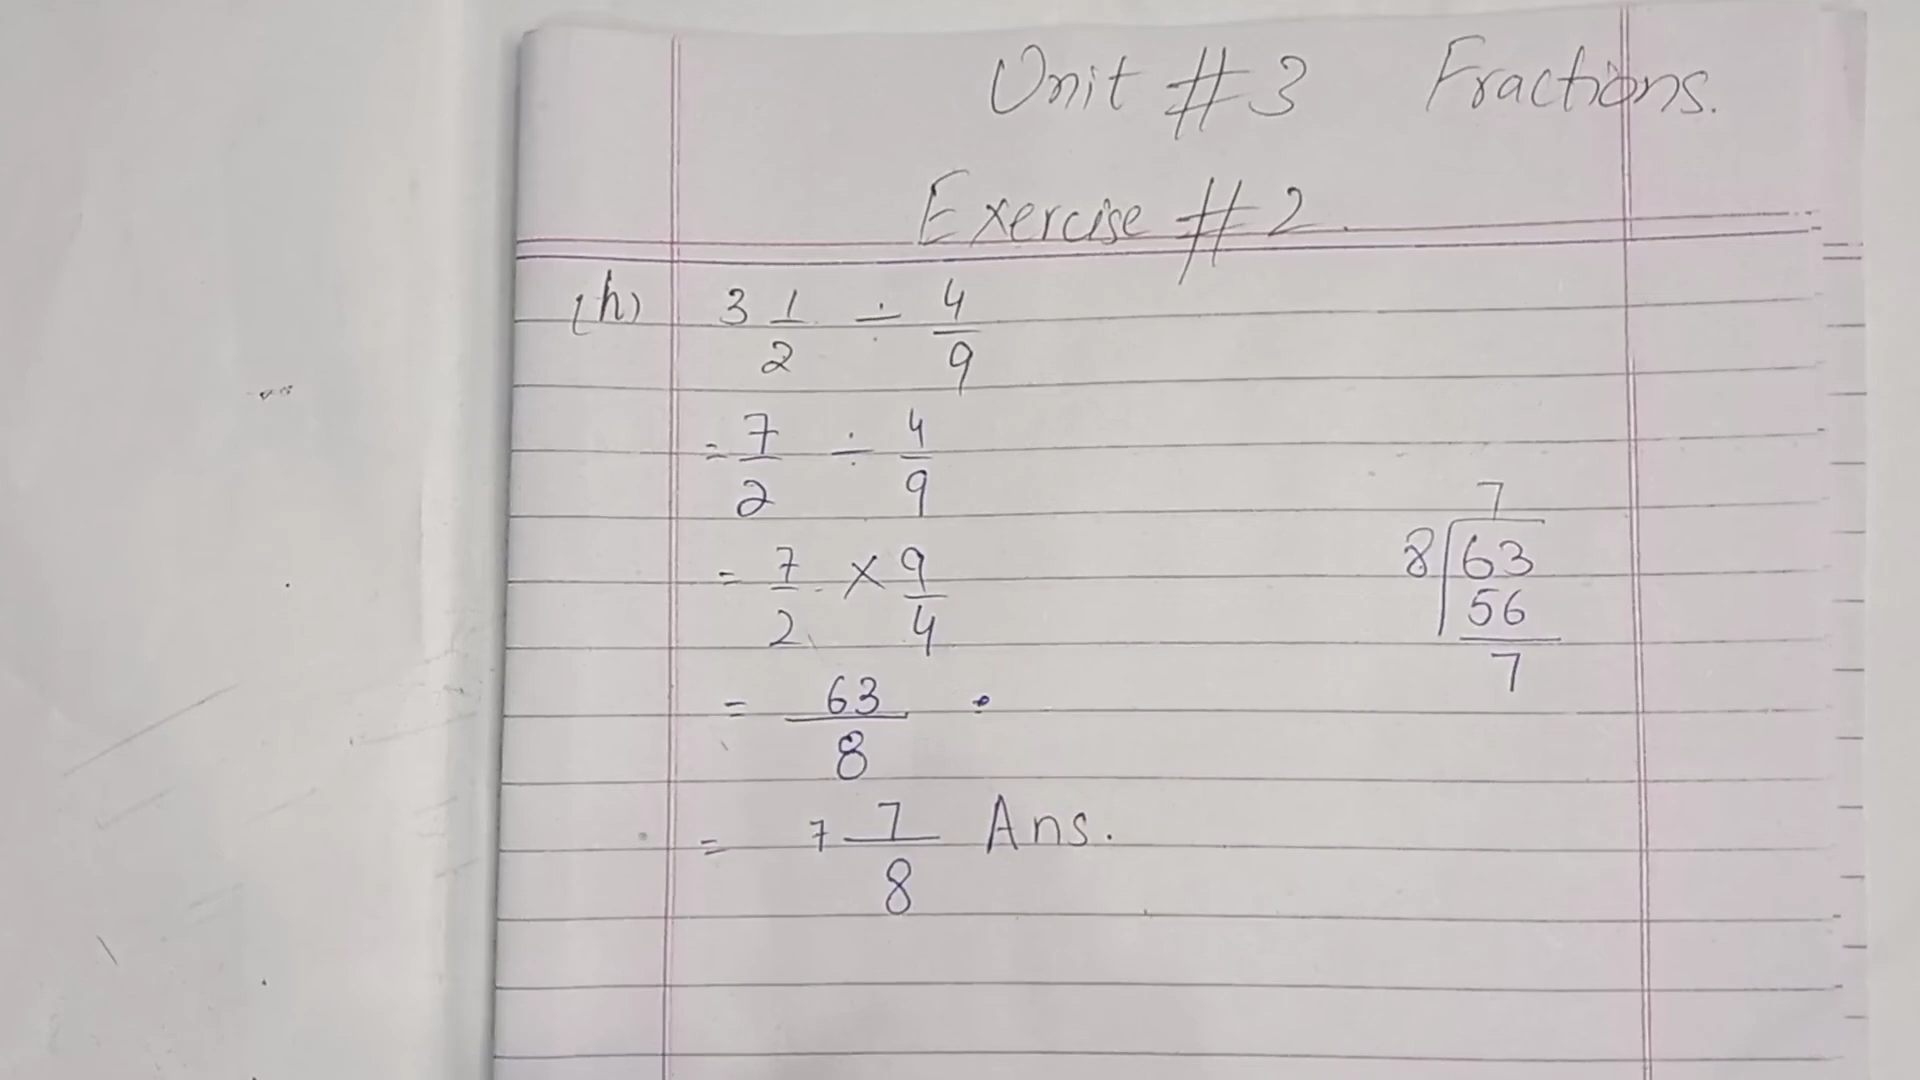 Unit # 3 Fractions.
Exercise # 2.
(h) 3 1/2 ÷ 4/9
= 7/2 ÷ 4/9
= 7/2 × 9/4
= 63/8
= 7 7/8 Ans.
7
8 63
56
7